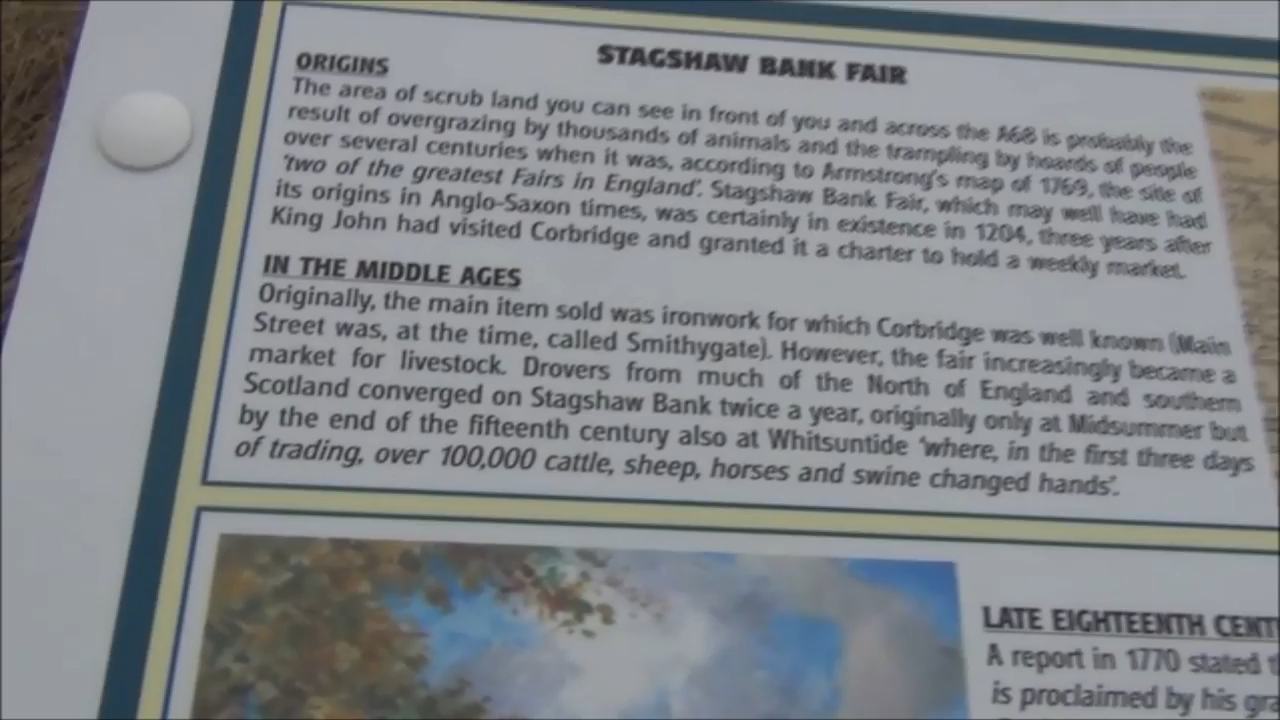 STAGSHAW BANK FAIR
ORIGINS
The area of scrub land you can see in front of you and across the A68 is probably the
result of overgrazing by thousands of animals and the trampling by hoards of people
over several centuries when it was, according to Armstrong's map of 1769, the site of
'two of the greatest Fairs in England'. Stagshaw Bank Fair, which may well have had
its origins in Anglo-Saxon times, was certainly in existence in 1204, three years after
King John had visited Corbridge and granted it a charter to hold a weekly market.
IN THE MIDDLE AGES
Originally, the main item sold was ironwork for which Corbridge was well known (Main
Street was, at the time, called Smithygate). However, the fair increasingly became a
market for livestock. Drovers from much of the North of England and southern
Scotland converged on Stagshaw Bank twice a year, originally only at Midsummer but
by the end of the fifteenth century also at Whitsuntide 'where, in the first three days
of trading, over 100,000 cattle, sheep, horses and swine changed hands'.
LATE EIGHTEENTH CENT
A report in 1770 stated t
is proclaimed by his gra